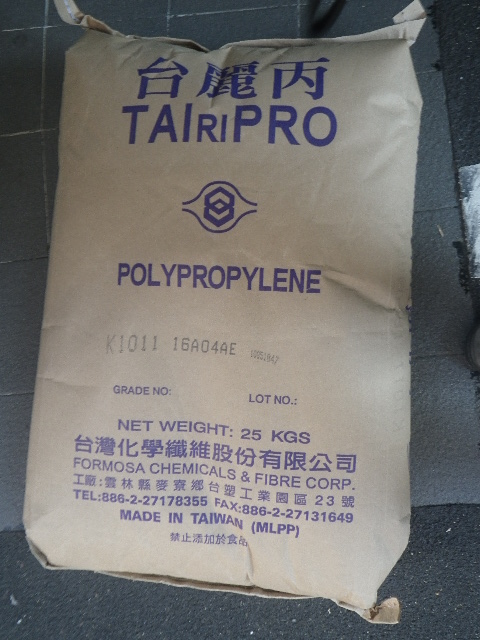 台麗丙
TAIRIPRO
POLYPROPYLENE
K1011 16A04AE
GRADE NO: LOT NO.:
NET WEIGHT: 25 KGS
台灣化學纖維股份有限公司
FORMOSA CHEMICALS & FIBRE CORP.
工廠:雲林縣麥寮鄉台塑工業園區23號
TEL:886-2-27178355 FAX:886-2-27131649
MADE IN TAIWAN (MLPP)
禁止添加於食品